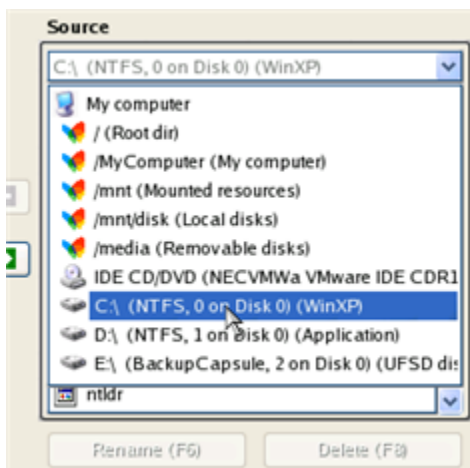 Source
C:\ (NTFS, 0 on Disk 0) (WinXP)
My computer
/ (Root dir)
/MyComputer (My computer)
/mnt (Mounted resources)
/mnt/disk (Local disks)
/media (Removable disks)
IDE CD/DVD (NECVMWa VMware IDE CDR1
C:\ (NTFS, 0 on Disk 0) (WinXP)
D:\ (NTFS, 1 on Disk 0) (Application)
E:\ (BackupCapsule, 2 on Disk 0) (UFSD dis
ntldr
Rename (F6) Delete (F8)